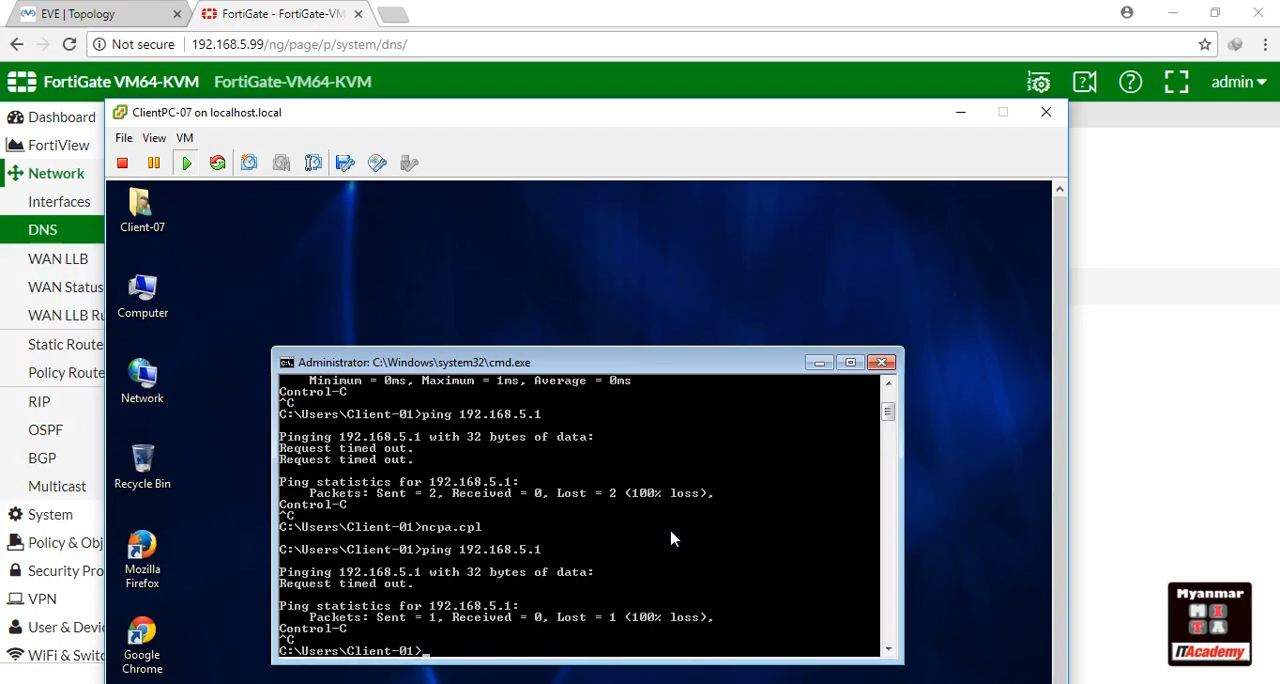 EVE | Topology
FortiGate - FortiGate-VM
Not secure
192.168.5.99/ng/page/p/system/dns/
FortiGate VM64-KVM
FortiGate-VM64-KVM
admin
Dashboard
FortiView
Network
Interfaces
DNS
WAN LLB
WAN Status
WAN LLB Ru
Static Route
Policy Route
RIP
OSPF
BGP
Multicast
System
Policy & Obj
Security Pro
VPN
User & Devi
WiFi & Switc
ClientPC-07 on localhost.local
File View VM
Client-07
Computer
Network
Recycle Bin
Mozilla
Firefox
Google
Chrome
Administrator: C:\Windows\system32\cmd.exe
Minimum = 0ms, Maximum = 1ms, Average = 0ms
Control-C
^C
C:\Users\Client-01>ping 192.168.5.1
Pinging 192.168.5.1 with 32 bytes of data:
Request timed out.
Request timed out.
Ping statistics for 192.168.5.1:
Packets: Sent = 2, Received = 0, Lost = 2 (100% loss),
Control-C
^C
C:\Users\Client-01>ncpa.cpl
C:\Users\Client-01>ping 192.168.5.1
Pinging 192.168.5.1 with 32 bytes of data:
Request timed out.
Ping statistics for 192.168.5.1:
Packets: Sent = 1, Received = 0, Lost = 1 (100% loss),
Control-C
^C
C:\Users\Client-01>_
Myanmar
M I
T A
ITAcademy